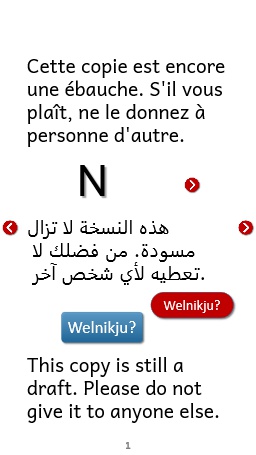 Cette copie est encore
une ébauche. S'il vous
plaît, ne le donnez à
personne d'autre.
N
هذه النسخة لا تزال
مسودة. من فضلك لا
تعطيه لأي شخص آخر.
Welnikju?
Welnikju?
This copy is still a
draft. Please do not
give it to anyone else.
1